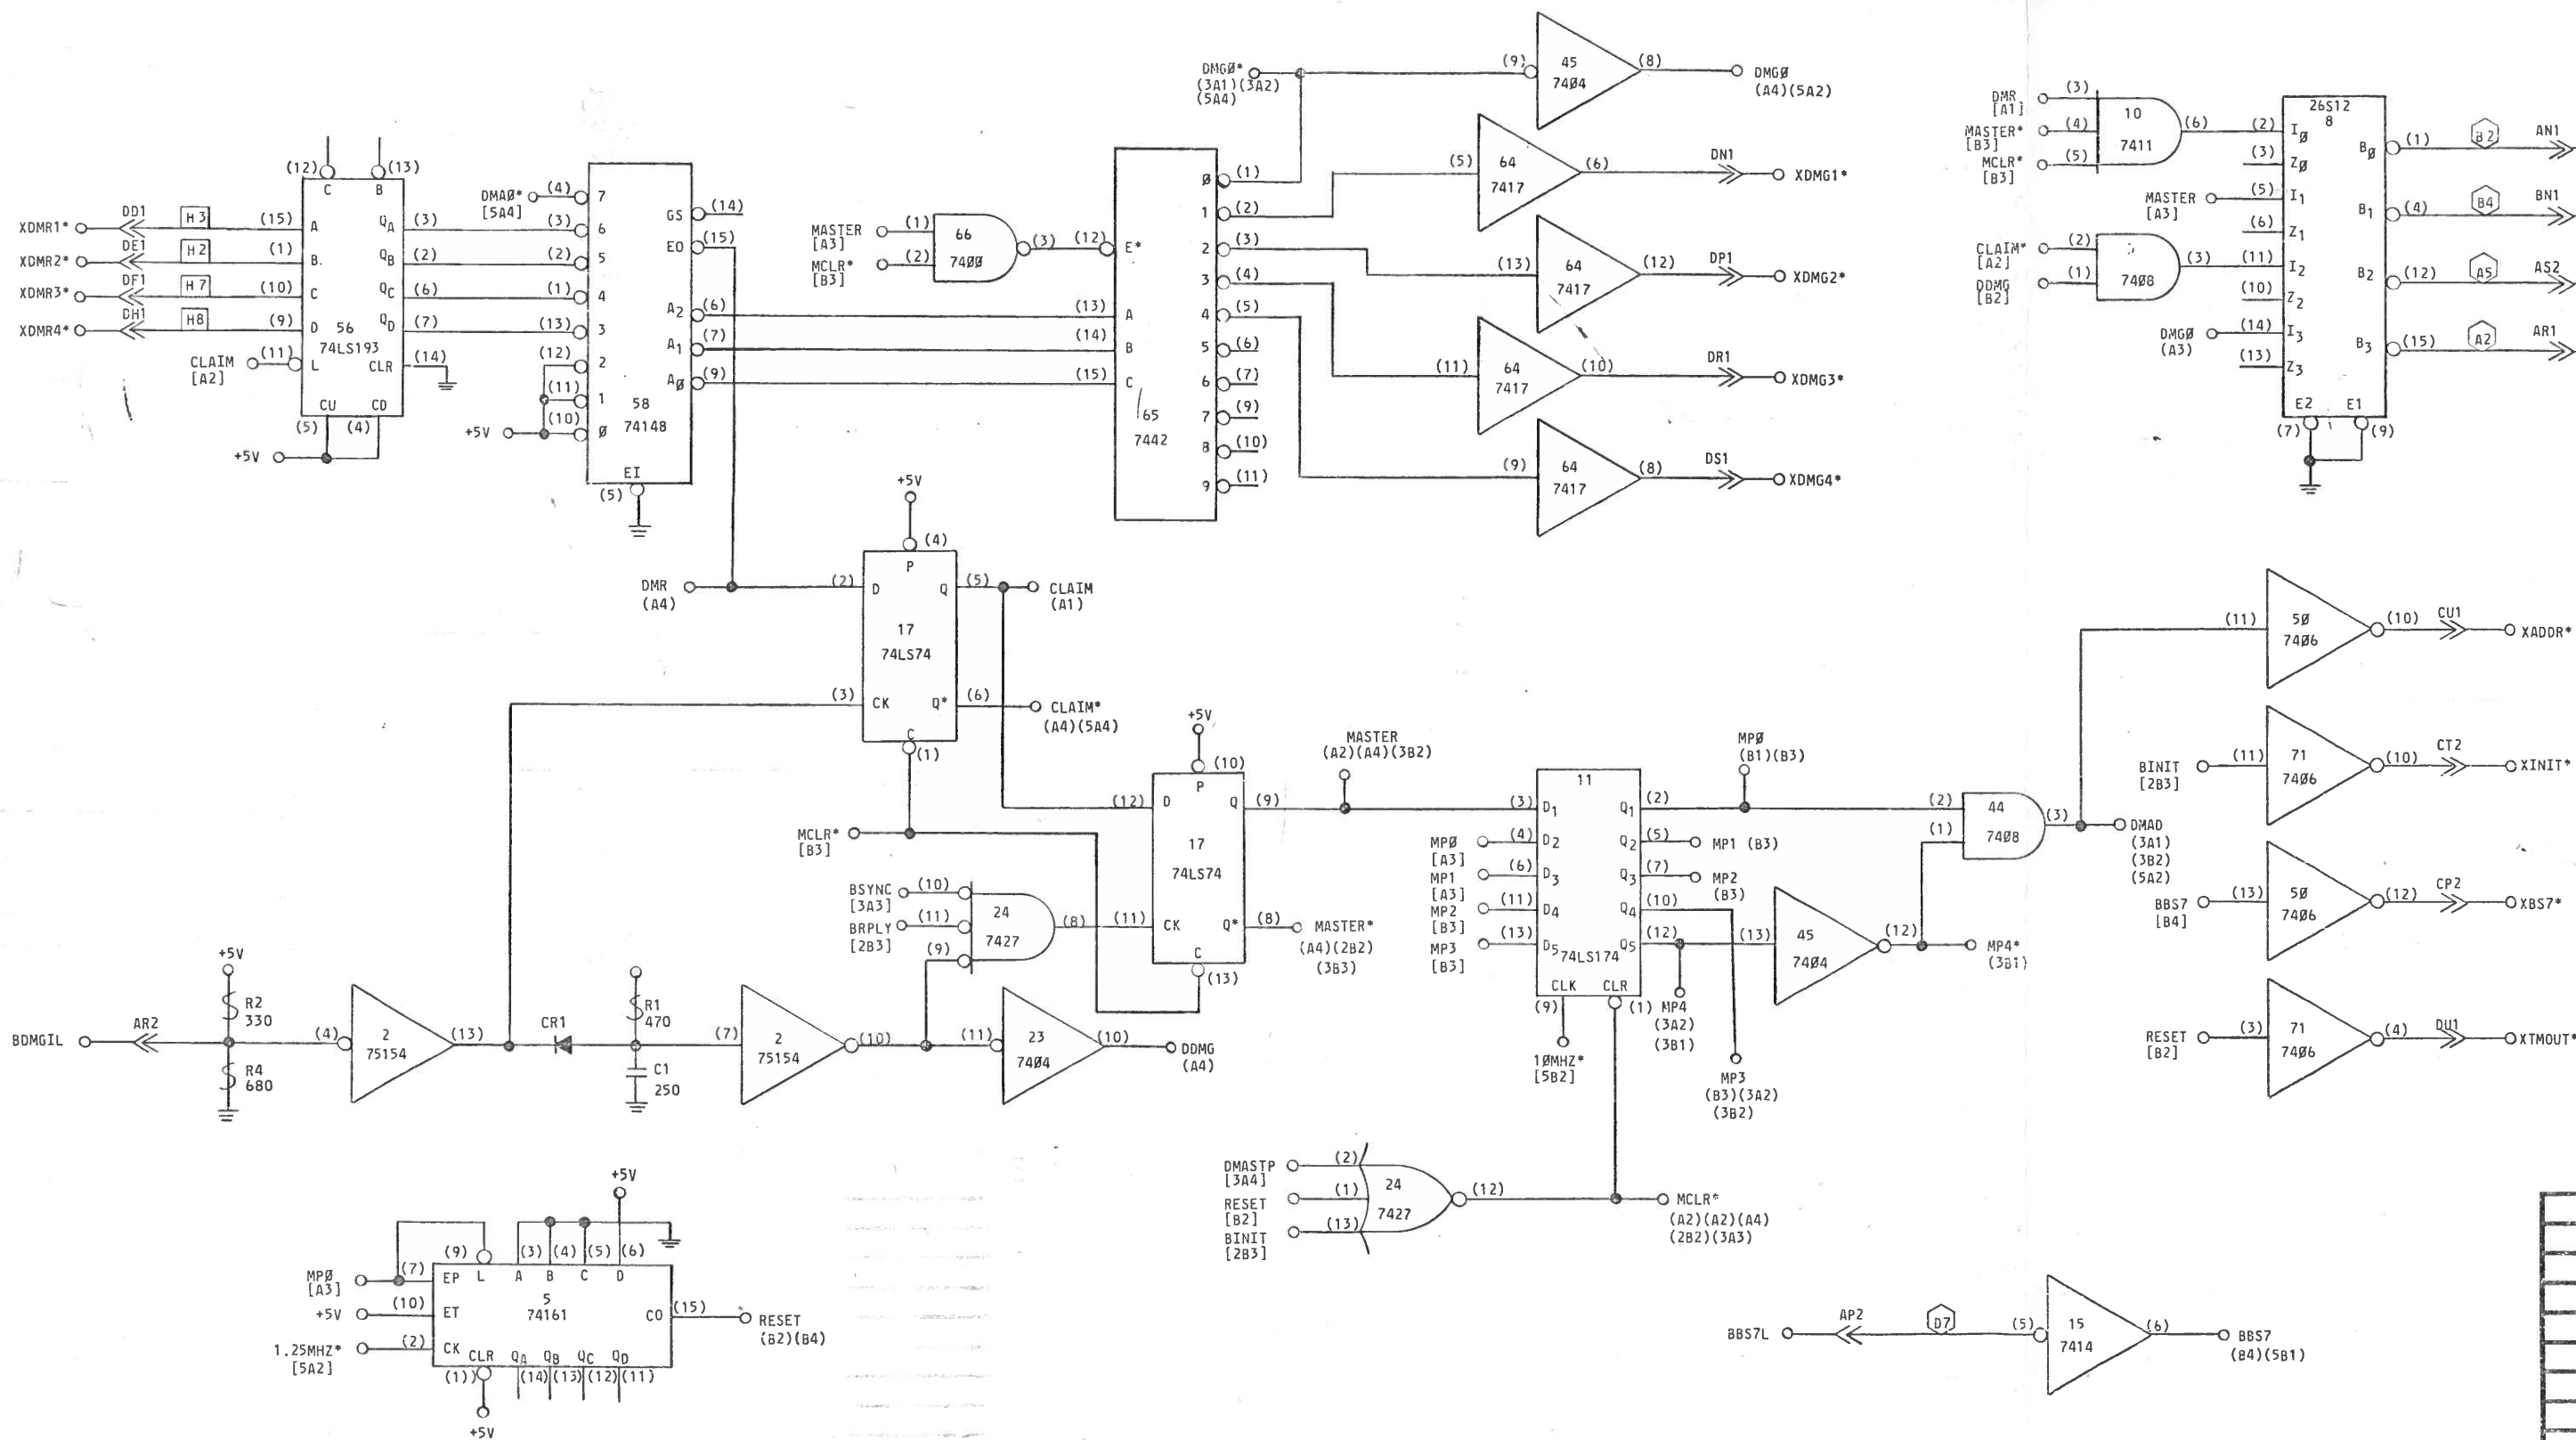 (12) (13)
C B
XDMR1* DD1 H3 (15) A QA (3)
XDMR2* DE1 H2 (1) B. QB (2)
XDMR3* DF1 H7 (10) C QC (6)
XDMR4* DH1 H8 (9) D QD (7)
56
74LS193
CLAIM (11) L CLR (14)
[A2]
CU CD
(5) (4)
+5V
DMAØ* (4) 7
[5A4]
(3) 6
(2) 5
(1) 4
(13) 3
(12) 2
(11) 1
+5V (10) Ø
GS (14)
EO (15)
A2 (6)
A1 (7)
AØ (9)
58
74148
EI
(5)
MASTER (1)
[A3]
MCLR* (2)
[B3]
66
7400
(3) (12) E*
(13) A
(14) B
(15) C
65
7442
Ø (1)
1 (2)
2 (3)
3 (4)
4 (5)
5 (6)
6 (7)
7 (9)
8 (10)
9 (11)
DMGØ*
(3A1)(3A2)
(5A4)
(9) 45 (8) DMGØ
7404 (A4)(5A2)
(5) 64 (6) DN1 XDMG1*
7417
(13) 64 (12) DP1 XDMG2*
7417
(11) 64 (10) DR1 XDMG3*
7417
(9) 64 (8) DS1 XDMG4*
7417
DMR (3)
[A1]
MASTER* (4)
[B3]
MCLR* (5)
[B3]
10
7411
(6)
MASTER
[A3]
CLAIM* (2)
[A2]
DDMG (1)
[B2]
7408
(3)
DMGØ
(A3)
26S12
8
(2) IØ
(3) ZØ
(5) I1
(6) Z1
(11) I2
(10) Z2
(14) I3
(13) Z3
BØ (1) B2 AN1
B1 (4) B4 BN1
B2 (12) A5 AS2
B3 (15) A2 AR1
E2 E1
(7) (9)
+5V
(4)
P
DMR (2) D Q (5) CLAIM
(A4) (A1)
17
74LS74
(3) CK Q* (6) CLAIM*
(A4)(5A4)
C
(1)
MCLR*
[B3]
+5V
(10)
P
(12) D Q (9)
17
74LS74
(11) CK Q* (8) MASTER*
(A4)(2B2)
(3B3)
C
(13)
BSYNC (10)
[3A3]
BRPLY (11)
[2B3]
(9)
24
7427
(8)
MASTER
(A2)(A4)(3B2)
11
(3) D1 Q1 (2)
MPØ (4) D2 Q2 (5) MP1 (B3)
[A3]
MP1 (6) D3 Q3 (7) MP2
[A3] (B3)
MP2 (11) D4 Q4 (10)
[B3]
MP3 (13) D5 Q5 (12)
[B3]
74LS174
CLK CLR
(9) (1)
10MHZ*
[5B2]
MPØ
(B1)(B3)
MP4
(3A2)
(3B1)
MP3
(B3)(3A2)
(3B2)
(13) 45 (12) MP4*
7404 (3B1)
(2)
(1)
44
7408
(3) DMAD
(3A1)
(3B2)
(5A2)
(11) 50 (10) CU1 XADDR*
7406
BINIT (11) 71 (10) CT2 XINIT*
[2B3] 7406
BBS7 (13) 50 (12) CP2 XBS7*
[B4] 7406
RESET (3) 71 (4) DU1 XTMOUT*
[B2] 7406
+5V
R2
330
BDMGIL AR2 (4) 2 (13)
75154
R4
680
CR1
R1
470
C1
250
(7) 2 (10)
75154
(11) 23 (10) DDMG
7404 (A4)
DMASTP (2)
[3A4]
RESET (1)
[B2]
BINIT (13)
[2B3]
24
7427
(12) MCLR*
(A2)(A2)(A4)
(2B2)(3A3)
+5V
(9) (3) (4) (5) (6)
MPØ (7) EP L A B C D
[A3]
+5V (10) ET
5
74161
CO (15) RESET
(B2)(B4)
1.25MHZ* (2) CK
[5A2]
CLR QA QB QC QD
(1) (14)(13)(12)(11)
+5V
BBS7L AP2 D7 (5) 15 (6) BBS7
7414 (B4)(5B1)